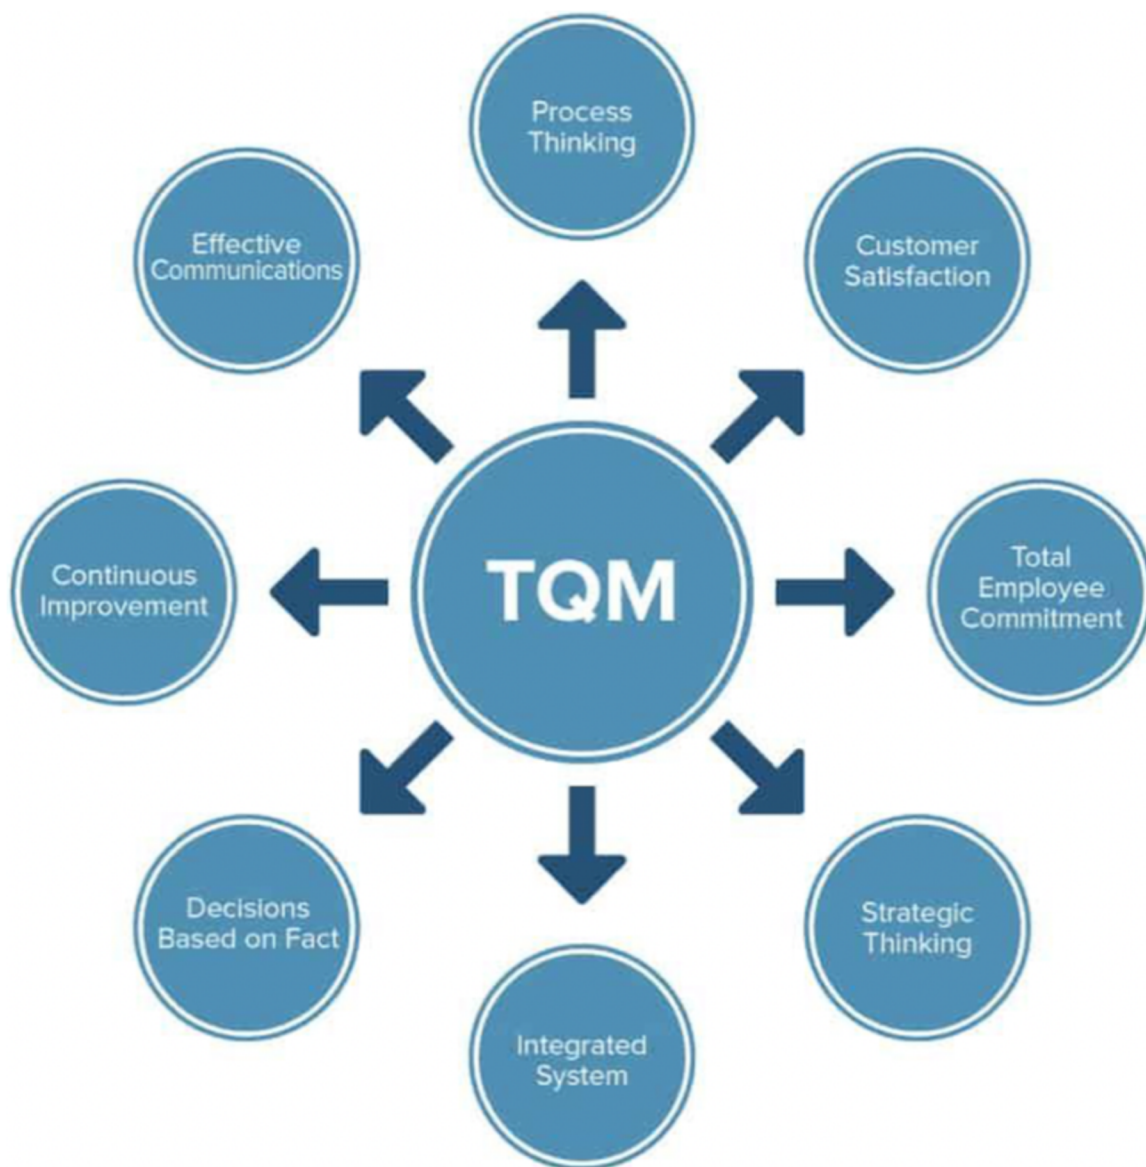 Process
Thinking
Effective
Communications
Customer
Satisfaction
Continuous
Improvement
TQM
Total
Employee
Commitment
Decisions
Based on Fact
Strategic
Thinking
Integrated
System